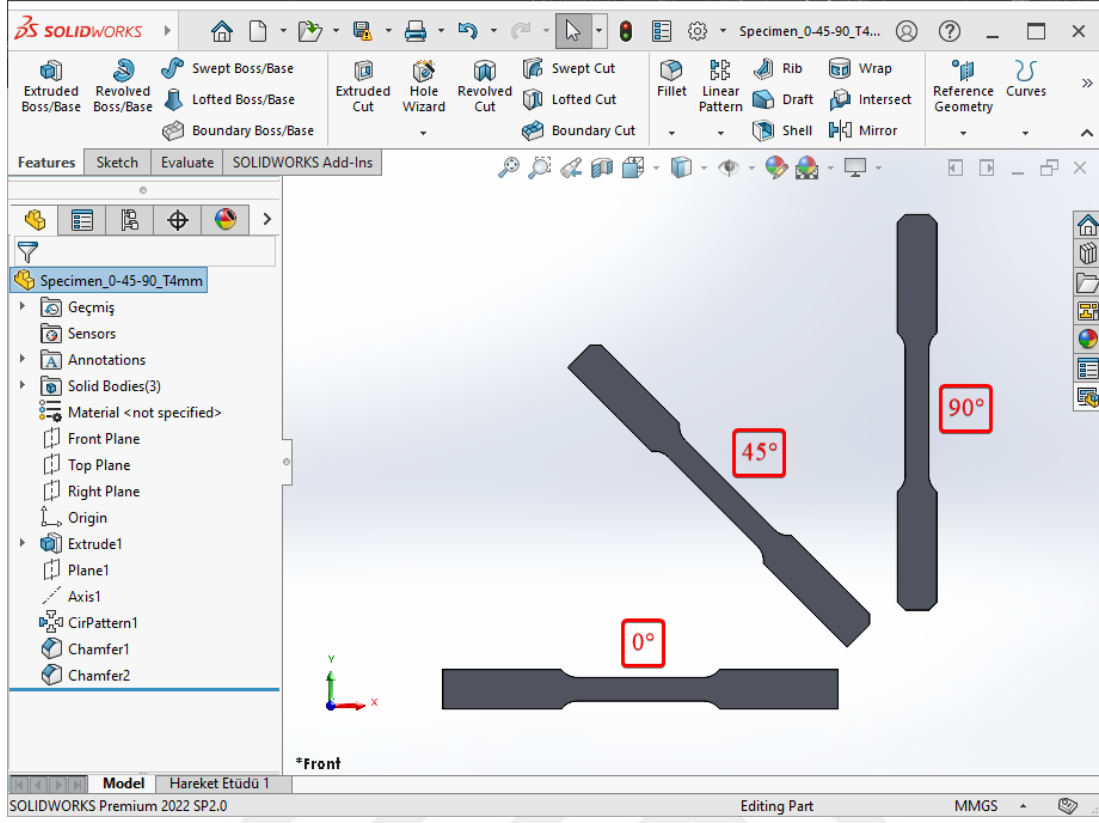 SOLIDWORKS
Specimen_0-45-90_T4...
Extruded Boss/Base
Revolved Boss/Base
Swept Boss/Base
Lofted Boss/Base
Boundary Boss/Base
Extruded Cut
Hole Wizard
Revolved Cut
Swept Cut
Lofted Cut
Boundary Cut
Fillet
Linear Pattern
Rib
Draft
Shell
Wrap
Intersect
Mirror
Reference Geometry
Curves
Features Sketch Evaluate SOLIDWORKS Add-Ins
Specimen_0-45-90_T4mm
Geçmiş
Sensors
Annotations
Solid Bodies(3)
Material <not specified>
Front Plane
Top Plane
Right Plane
Origin
Extrude1
Plane1
Axis1
CirPattern1
Chamfer1
Chamfer2
90°
45°
0°
Y
X
*Front
Model Hareket Etüdü 1
SOLIDWORKS Premium 2022 SP2.0 Editing Part MMGS